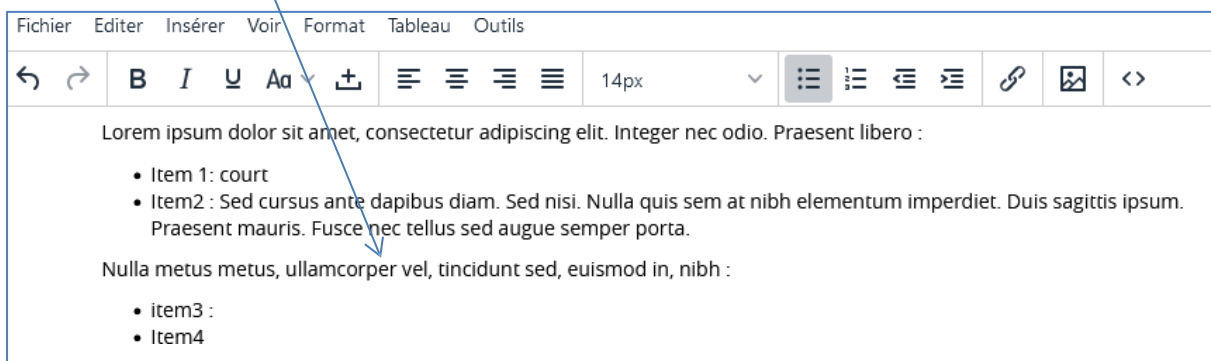 Fichier Editer Insérer Voir Format Tableau Outils
B I U Aa 14px
Lorem ipsum dolor sit amet, consectetur adipiscing elit. Integer nec odio. Praesent libero :
• Item 1: court
• Item2 : Sed cursus ante dapibus diam. Sed nisi. Nulla quis sem at nibh elementum imperdiet. Duis sagittis ipsum.
Praesent mauris. Fusce nec tellus sed augue semper porta.
Nulla metus metus, ullamcorper vel, tincidunt sed, euismod in, nibh :
• item3 :
• Item4